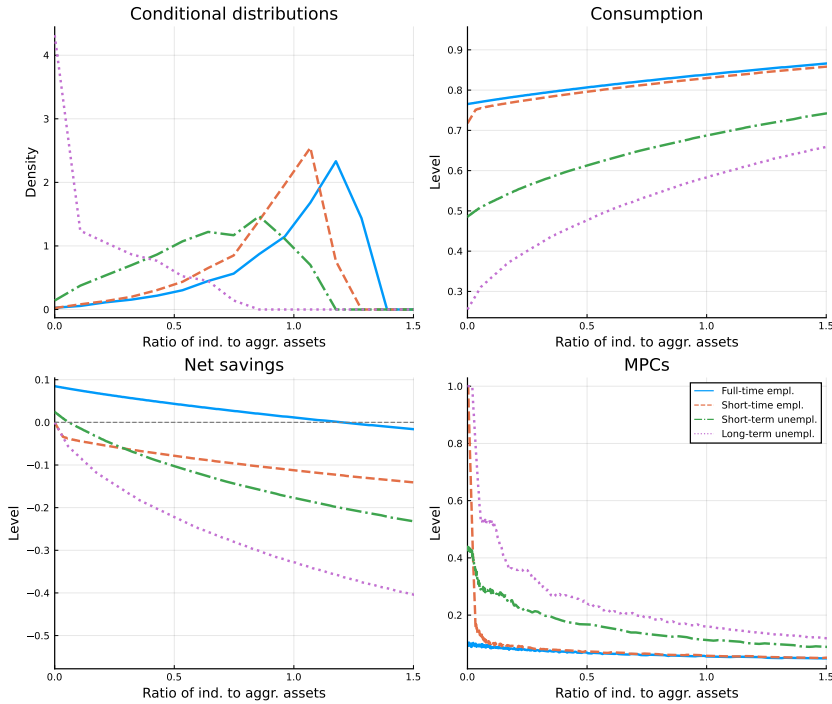 Conditional distributions
Density
4
3
2
1
0
0.0 0.5 1.0 1.5
Ratio of ind. to aggr. assets
Consumption
Level
0.9
0.8
0.7
0.6
0.5
0.4
0.3
0.0 0.5 1.0 1.5
Ratio of ind. to aggr. assets
Net savings
Level
0.1
0.0
−0.1
−0.2
−0.3
−0.4
−0.5
0.0 0.5 1.0 1.5
Ratio of ind. to aggr. assets
MPCs
Level
1.0
0.8
0.6
0.4
0.2
Full-time empl.
Short-time empl.
Short-term unempl.
Long-term unempl.
0.0 0.5 1.0 1.5
Ratio of ind. to aggr. assets